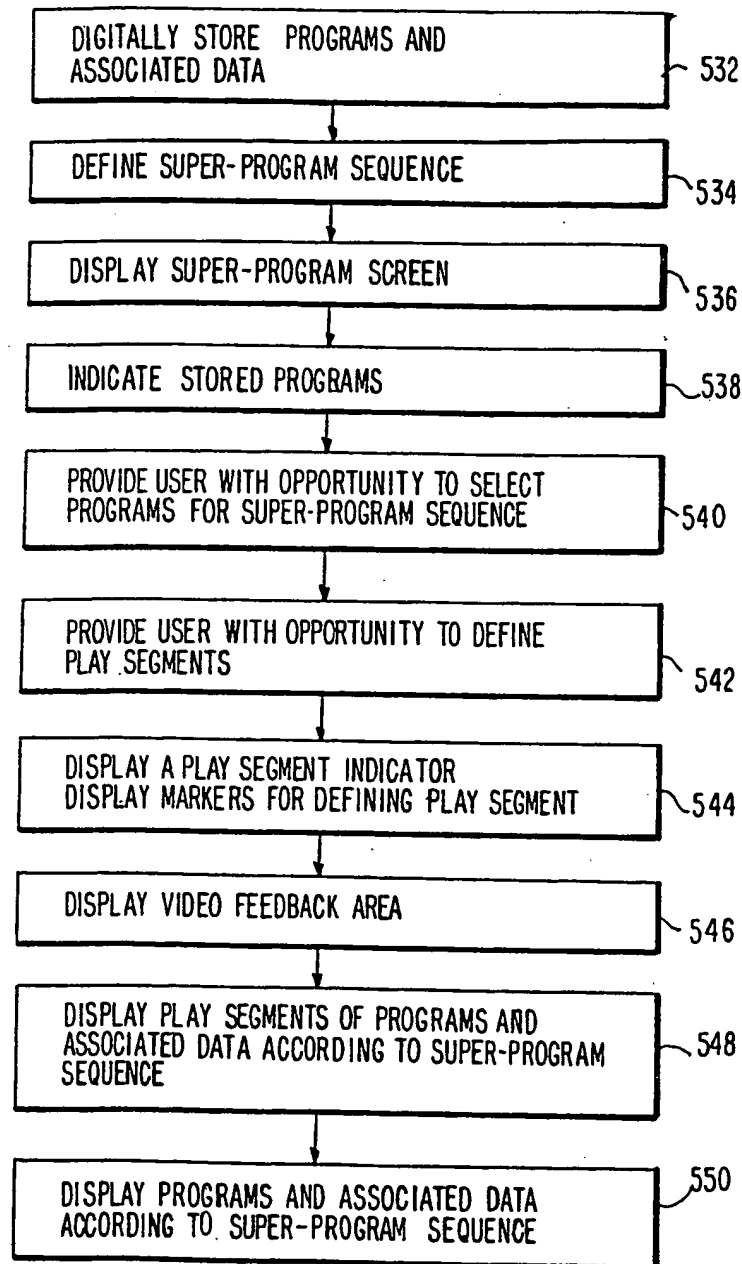 DIGITALLY STORE PROGRAMS AND
ASSOCIATED DATA
532
DEFINE SUPER-PROGRAM SEQUENCE
534
DISPLAY SUPER-PROGRAM SCREEN
536
INDICATE STORED PROGRAMS
538
PROVIDE USER WITH OPPORTUNITY TO SELECT
PROGRAMS FOR SUPER-PROGRAM SEQUENCE
540
PROVIDE USER WITH OPPORTUNITY TO DEFINE
PLAY SEGMENTS
542
DISPLAY A PLAY SEGMENT INDICATOR
DISPLAY MARKERS FOR DEFINING PLAY SEGMENT
544
DISPLAY VIDEO FEEDBACK AREA
546
DISPLAY PLAY SEGMENTS OF PROGRAMS AND
ASSOCIATED DATA ACCORDING TO SUPER-PROGRAM
SEQUENCE
548
DISPLAY PROGRAMS AND ASSOCIATED DATA
ACCORDING TO SUPER-PROGRAM SEQUENCE
550